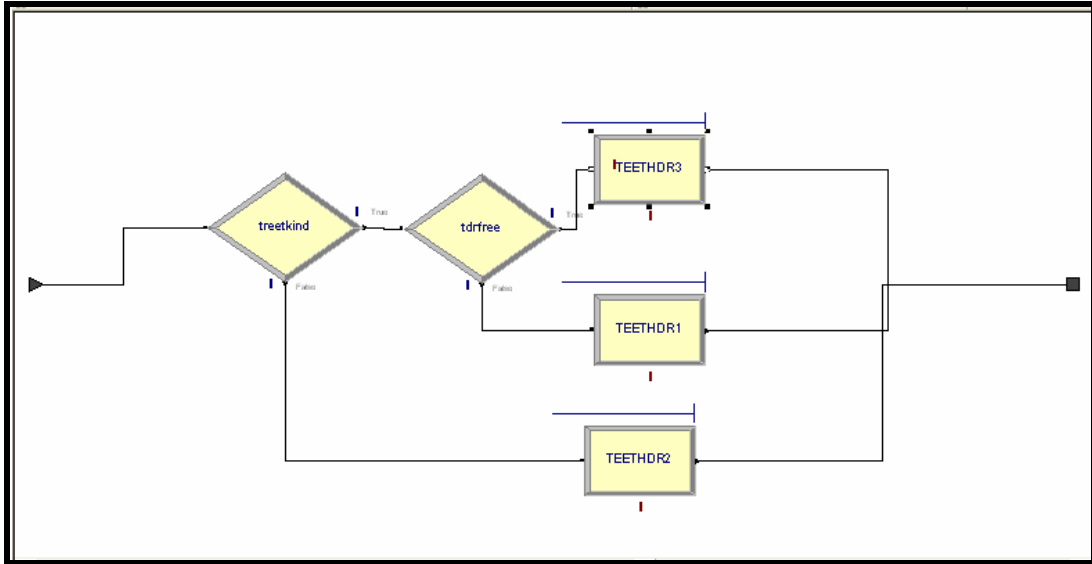 TEETHDR3
treetkind
True
tdrfree
True
False
False
TEETHDR1
TEETHDR2